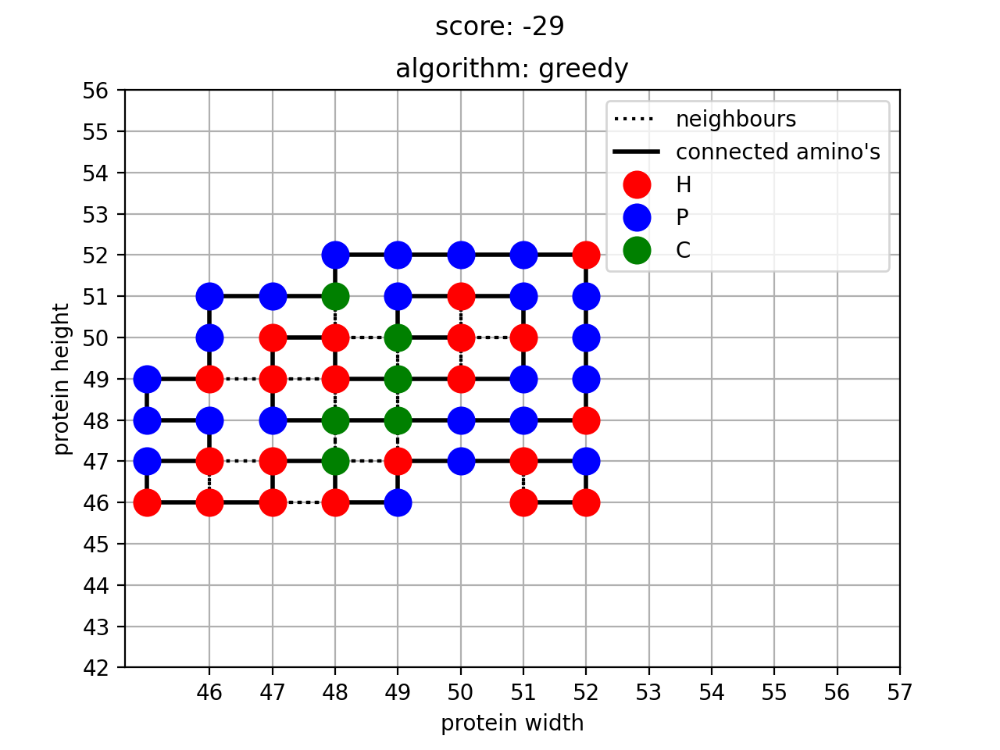 score: -29
algorithm: greedy
neighbours
connected amino's
H
P
C
56
55
54
53
52
51
50
49
48
47
46
45
44
43
42
46 47 48 49 50 51 52 53 54 55 56 57
protein width
protein height